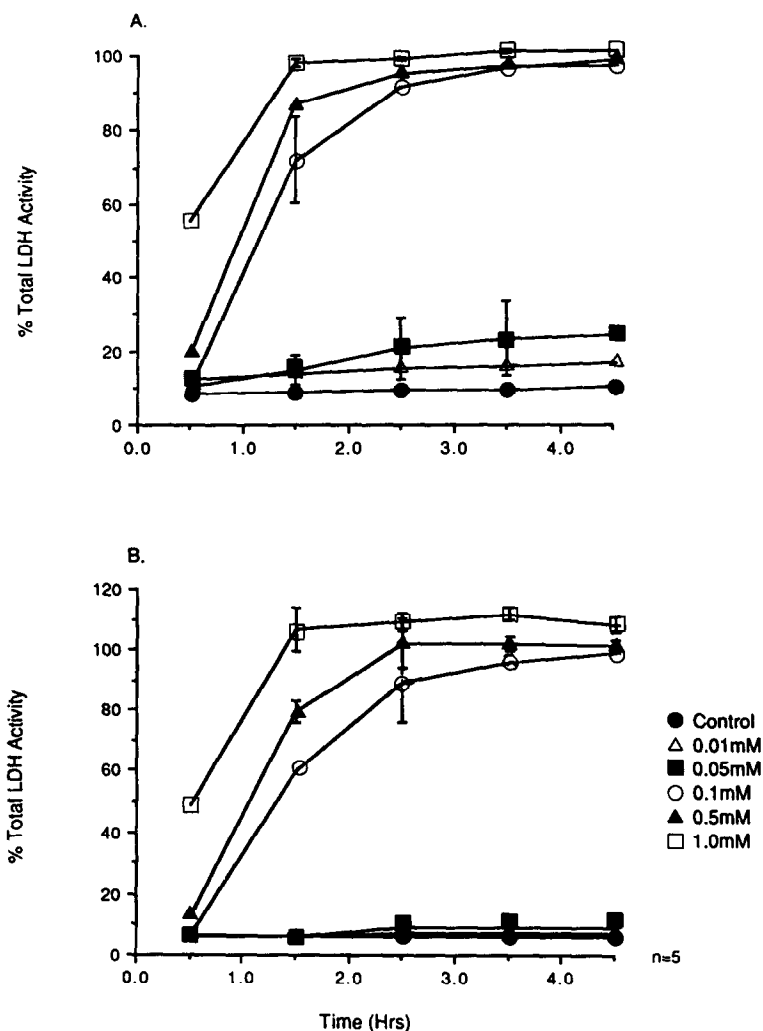 A.
100
80
60
40
20
0
% Total LDH Activity
0.0 1.0 2.0 3.0 4.0
B.
120
100
80
60
40
20
0
% Total LDH Activity
0.0 1.0 2.0 3.0 4.0
Time (Hrs)
Control
0.01mM
0.05mM
0.1mM
0.5mM
1.0mM
n=5